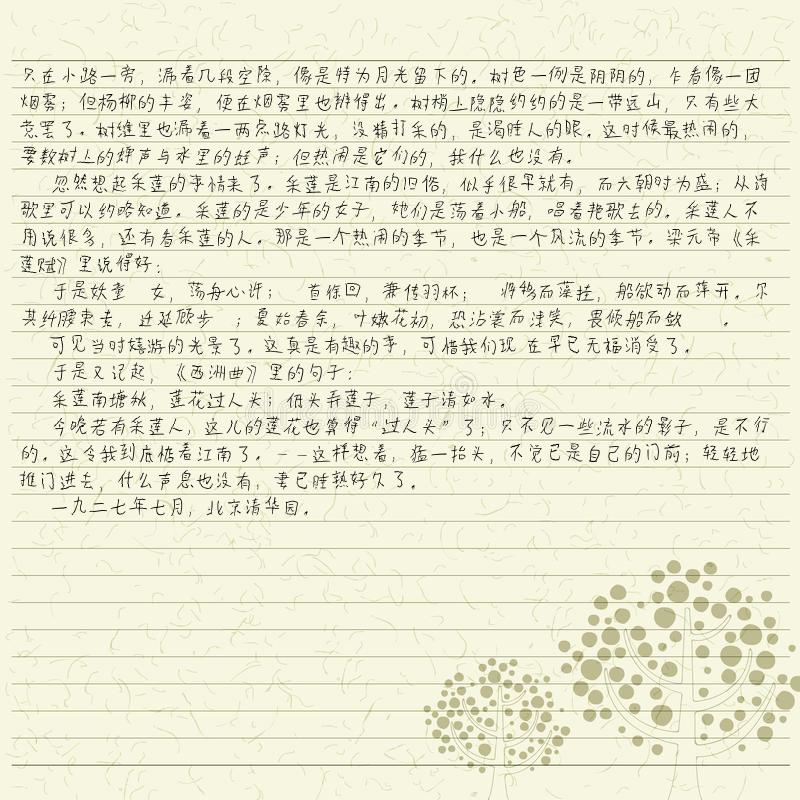 只在小路一旁，漏着几段空隙，像是特为月光留下的。树色一例是阴阴的，乍看像一团
烟雾；但杨柳的丰姿，便在烟雾里也辨得出。树梢上隐隐约约的是一带远山，只有些大
意罢了。树缝里也漏着一两点路灯光，没精打采的，是渴睡人的眼。这时候最热闹的，
要数树上的蝉声与水里的蛙声；但热闹是它们的，我什么也没有。
忽然想起采莲的事情来了。采莲是江南的旧俗，似乎很早就有，而六朝时为盛；从诗
歌里可以约略知道。采莲的是少年的女子，她们是荡着小船，唱着艳歌去的。采莲人不
用说很多，还有看采莲的人。那是一个热闹的季节，也是一个风流的季节。梁元帝《采
莲赋》里说得好：
于是妖童 女，荡舟心许； 首徐回，兼传羽杯； 将移而藻挂，船欲动而萍开。尔
其纤腰束素，迁延顾步 ；夏始春余，叶嫩花初，恐沾裳而浅笑，畏倾船而敛 。
可见当时嬉游的光景了。这真是有趣的事，可惜我们现 在早已无福消受了。
于是又记起，《西洲曲》里的句子：
采莲南塘秋，莲花过人头；低头弄莲子，莲子清如水。
今晚若有采莲人，这儿的莲花也算得“过人头”了；只不见一些流水的影子，是不行
的。这令我到底惦着江南了。--这样想着，猛一抬头，不觉已是自己的门前；轻轻地
推门进去，什么声息也没有，妻已睡熟好久了。
一九二七年七月，北京清华园。